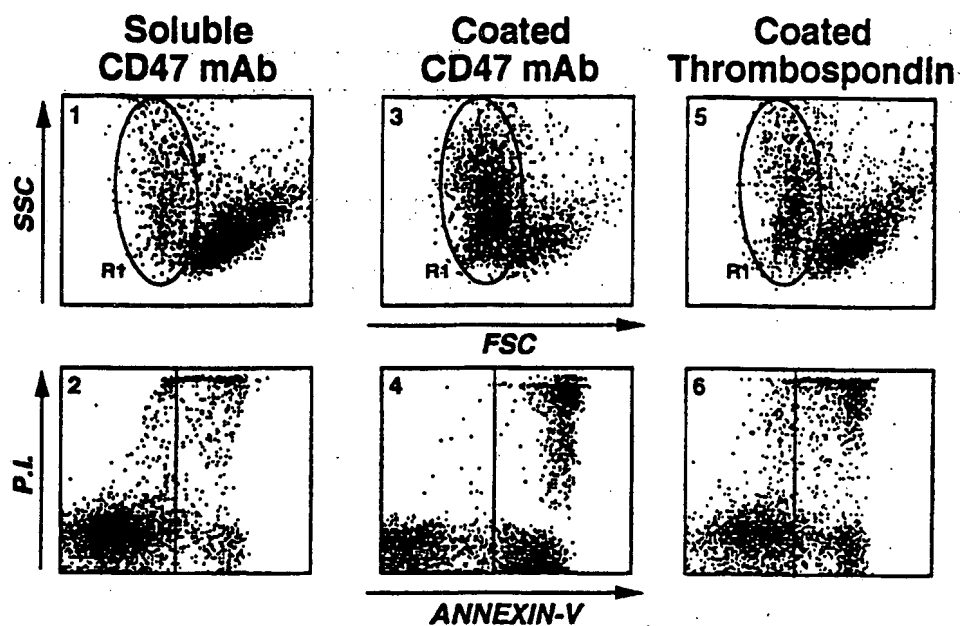 Soluble
CD47 mAb
Coated
CD47 mAb
Coated
Thrombospondin
SSC
1
R1
3
R1
5
R1
FSC
P.I.
2
4
6
ANNEXIN-V